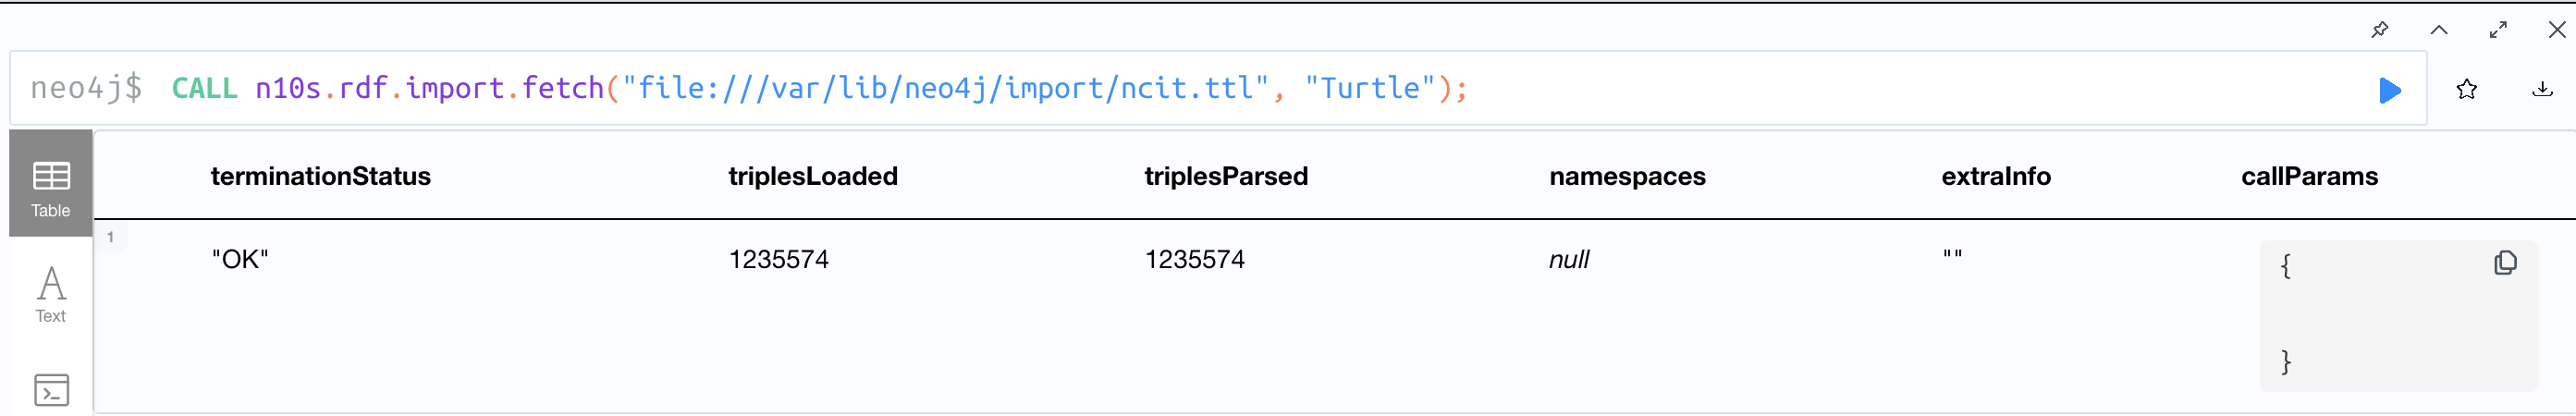 neo4j$ CALL n10s.rdf.import.fetch("file:///var/lib/neo4j/import/ncit.ttl", "Turtle");
Table
A
Text
terminationStatus triplesLoaded triplesParsed namespaces extraInfo callParams
1
"OK" 1235574 1235574 null "" {
}